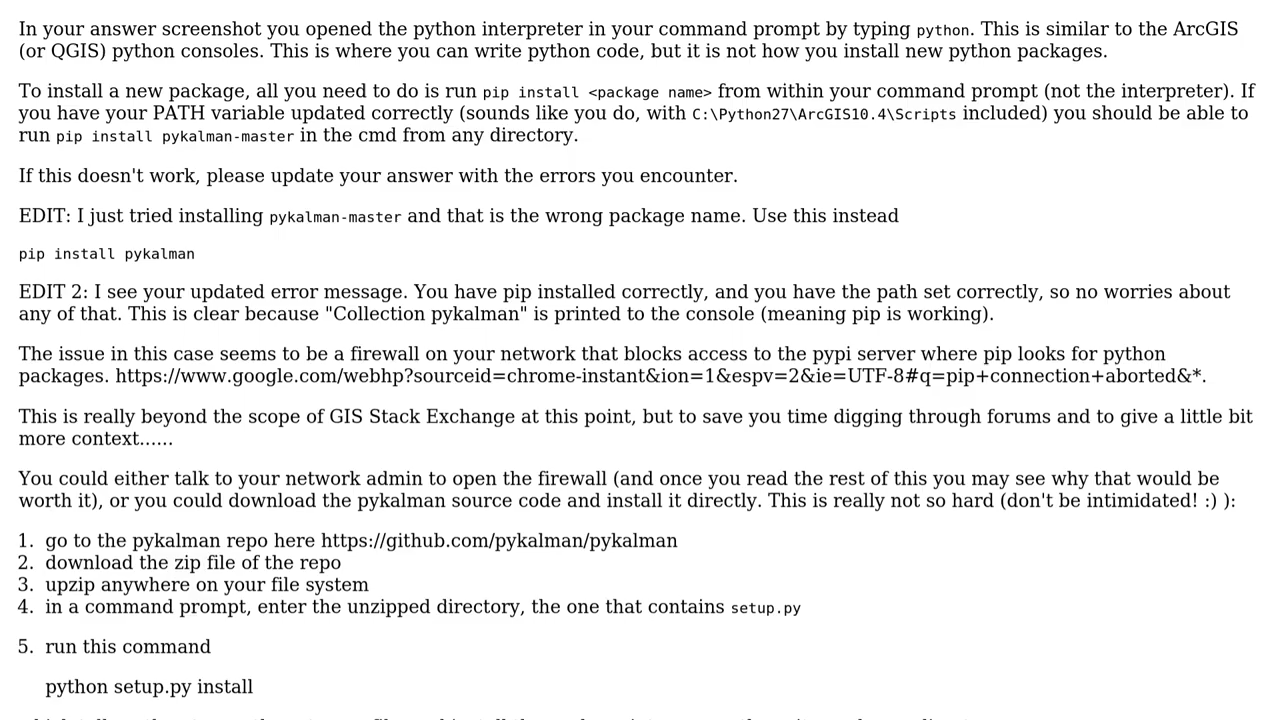 In your answer screenshot you opened the python interpreter in your command prompt by typing python. This is similar to the ArcGIS
(or QGIS) python consoles. This is where you can write python code, but it is not how you install new python packages.
To install a new package, all you need to do is run pip install <package name> from within your command prompt (not the interpreter). If
you have your PATH variable updated correctly (sounds like you do, with C:\Python27\ArcGIS10.4\Scripts included) you should be able to
run pip install pykalman-master in the cmd from any directory.
If this doesn't work, please update your answer with the errors you encounter.
EDIT: I just tried installing pykalman-master and that is the wrong package name. Use this instead
pip install pykalman
EDIT 2: I see your updated error message. You have pip installed correctly, and you have the path set correctly, so no worries about
any of that. This is clear because "Collection pykalman" is printed to the console (meaning pip is working).
The issue in this case seems to be a firewall on your network that blocks access to the pypi server where pip looks for python
packages. https://www.google.com/webhp?sourceid=chrome-instant&ion=1&espv=2&ie=UTF-8#q=pip+connection+aborted&*.
This is really beyond the scope of GIS Stack Exchange at this point, but to save you time digging through forums and to give a little bit
more context......
You could either talk to your network admin to open the firewall (and once you read the rest of this you may see why that would be
worth it), or you could download the pykalman source code and install it directly. This is really not so hard (don't be intimidated! :) ):
1. go to the pykalman repo here https://github.com/pykalman/pykalman
2. download the zip file of the repo
3. upzip anywhere on your file system
4. in a command prompt, enter the unzipped directory, the one that contains setup.py
5. run this command
python setup.py install